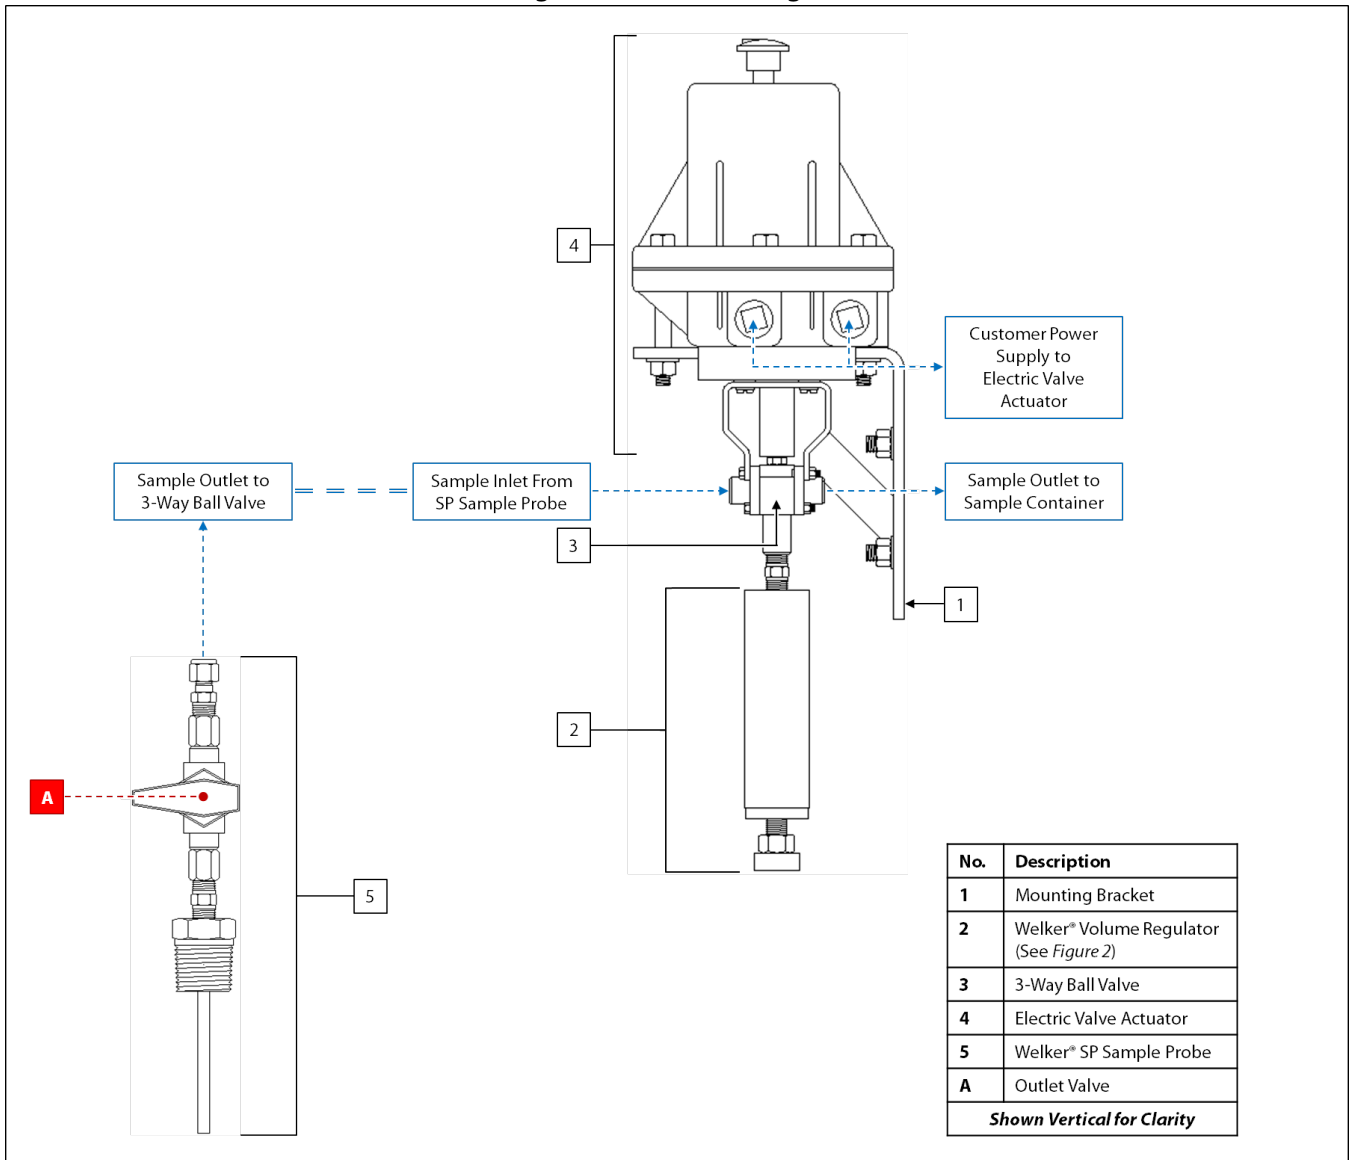 4
Customer Power
Supply to
Electric Valve
Actuator
Sample Outlet to
3-Way Ball Valve
Sample Inlet From
SP Sample Probe
Sample Outlet to
Sample Container
3
1
2
A
5
No. Description
1 Mounting Bracket
2 Welker® Volume Regulator
(See Figure 2)
3 3-Way Ball Valve
4 Electric Valve Actuator
5 Welker® SP Sample Probe
A Outlet Valve
Shown Vertical for Clarity